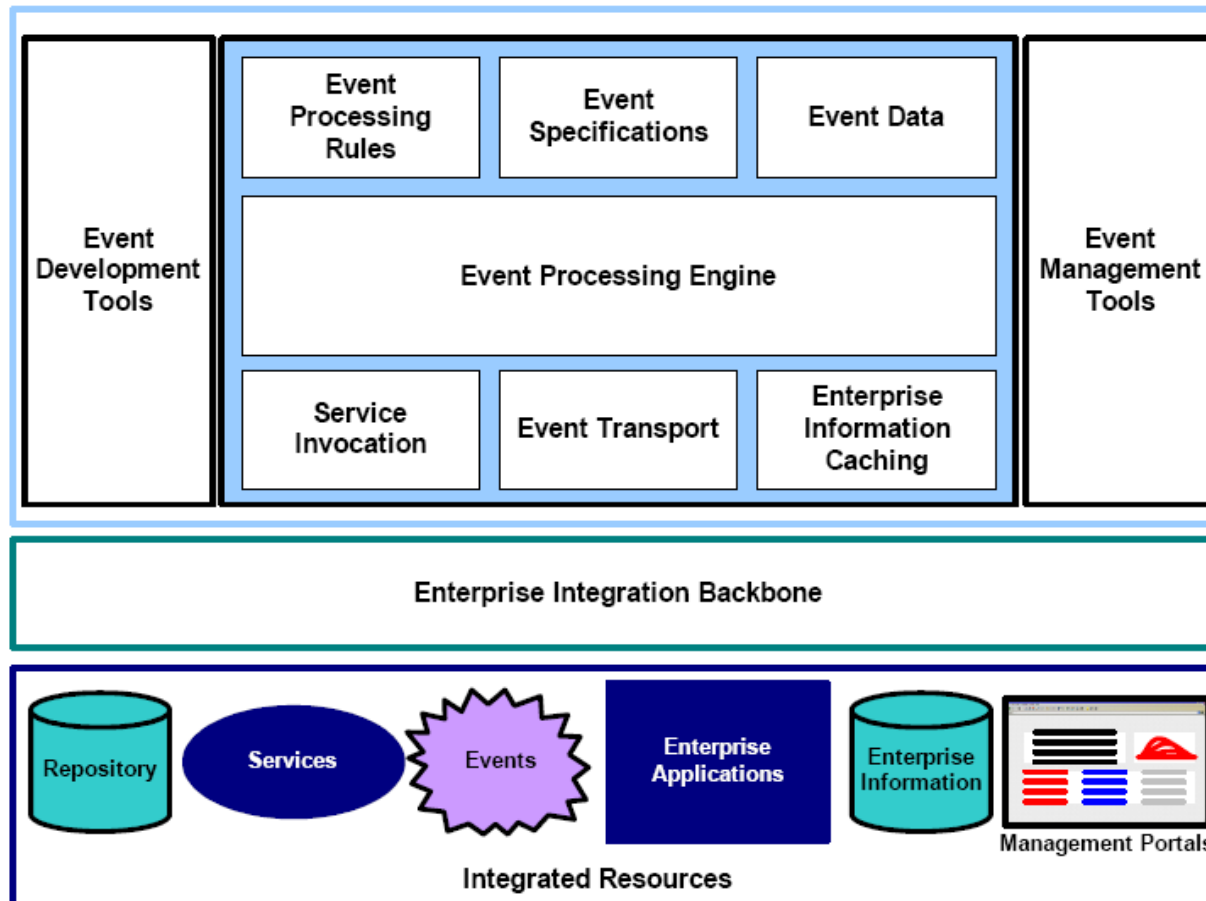 Event
Processing
Rules
Event
Specifications
Event Data
Event
Development
Tools
Event Processing Engine
Event
Management
Tools
Service
Invocation
Event Transport
Enterprise
Information
Caching
Enterprise Integration Backbone
Repository
Services
Events
Enterprise
Applications
Enterprise
Information
Management Portals
Integrated Resources